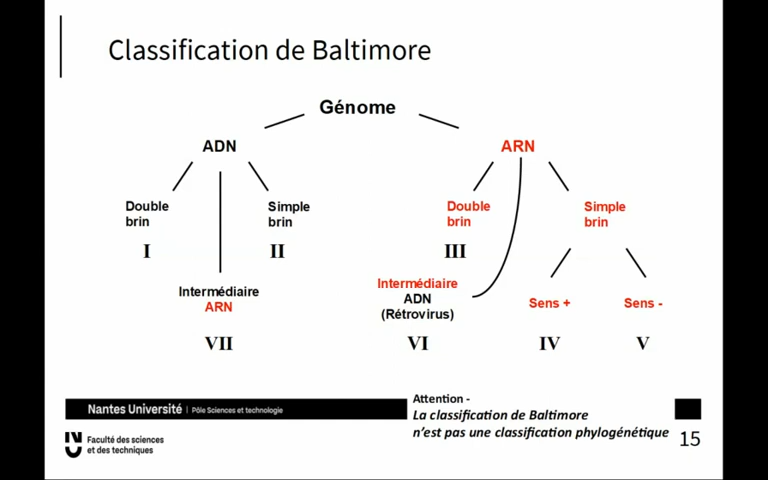 Classification de Baltimore
Génome
ADN
ARN
Double
brin
Simple
brin
Double
brin
Simple
brin
I
II
III
Intermédiaire
ARN
Intermédiaire
ADN
(Rétrovirus)
Sens +
Sens -
VII
VI
IV
V
Nantes Université | Pôle Sciences et technologie
Faculté des sciences
et des techniques
Attention -
La classification de Baltimore
n'est pas une classification phylogénétique
15